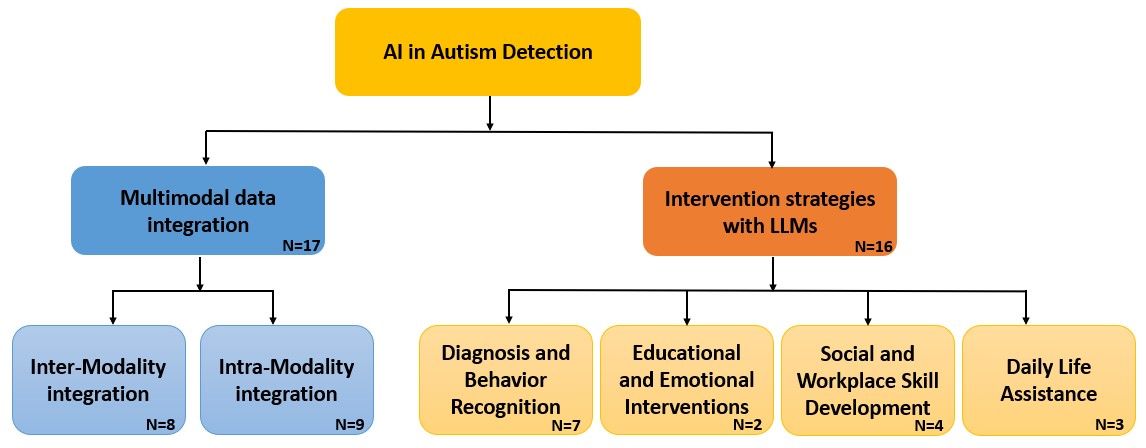 AI in Autism Detection
Multimodal data
integration
N=17
Intervention strategies
with LLMs
N=16
Inter-Modality
integration
N=8
Intra-Modality
integration
N=9
Diagnosis and
Behavior
Recognition
N=7
Educational
and Emotional
Interventions
N=2
Social and
Workplace Skill
Development
N=4
Daily Life
Assistance
N=3